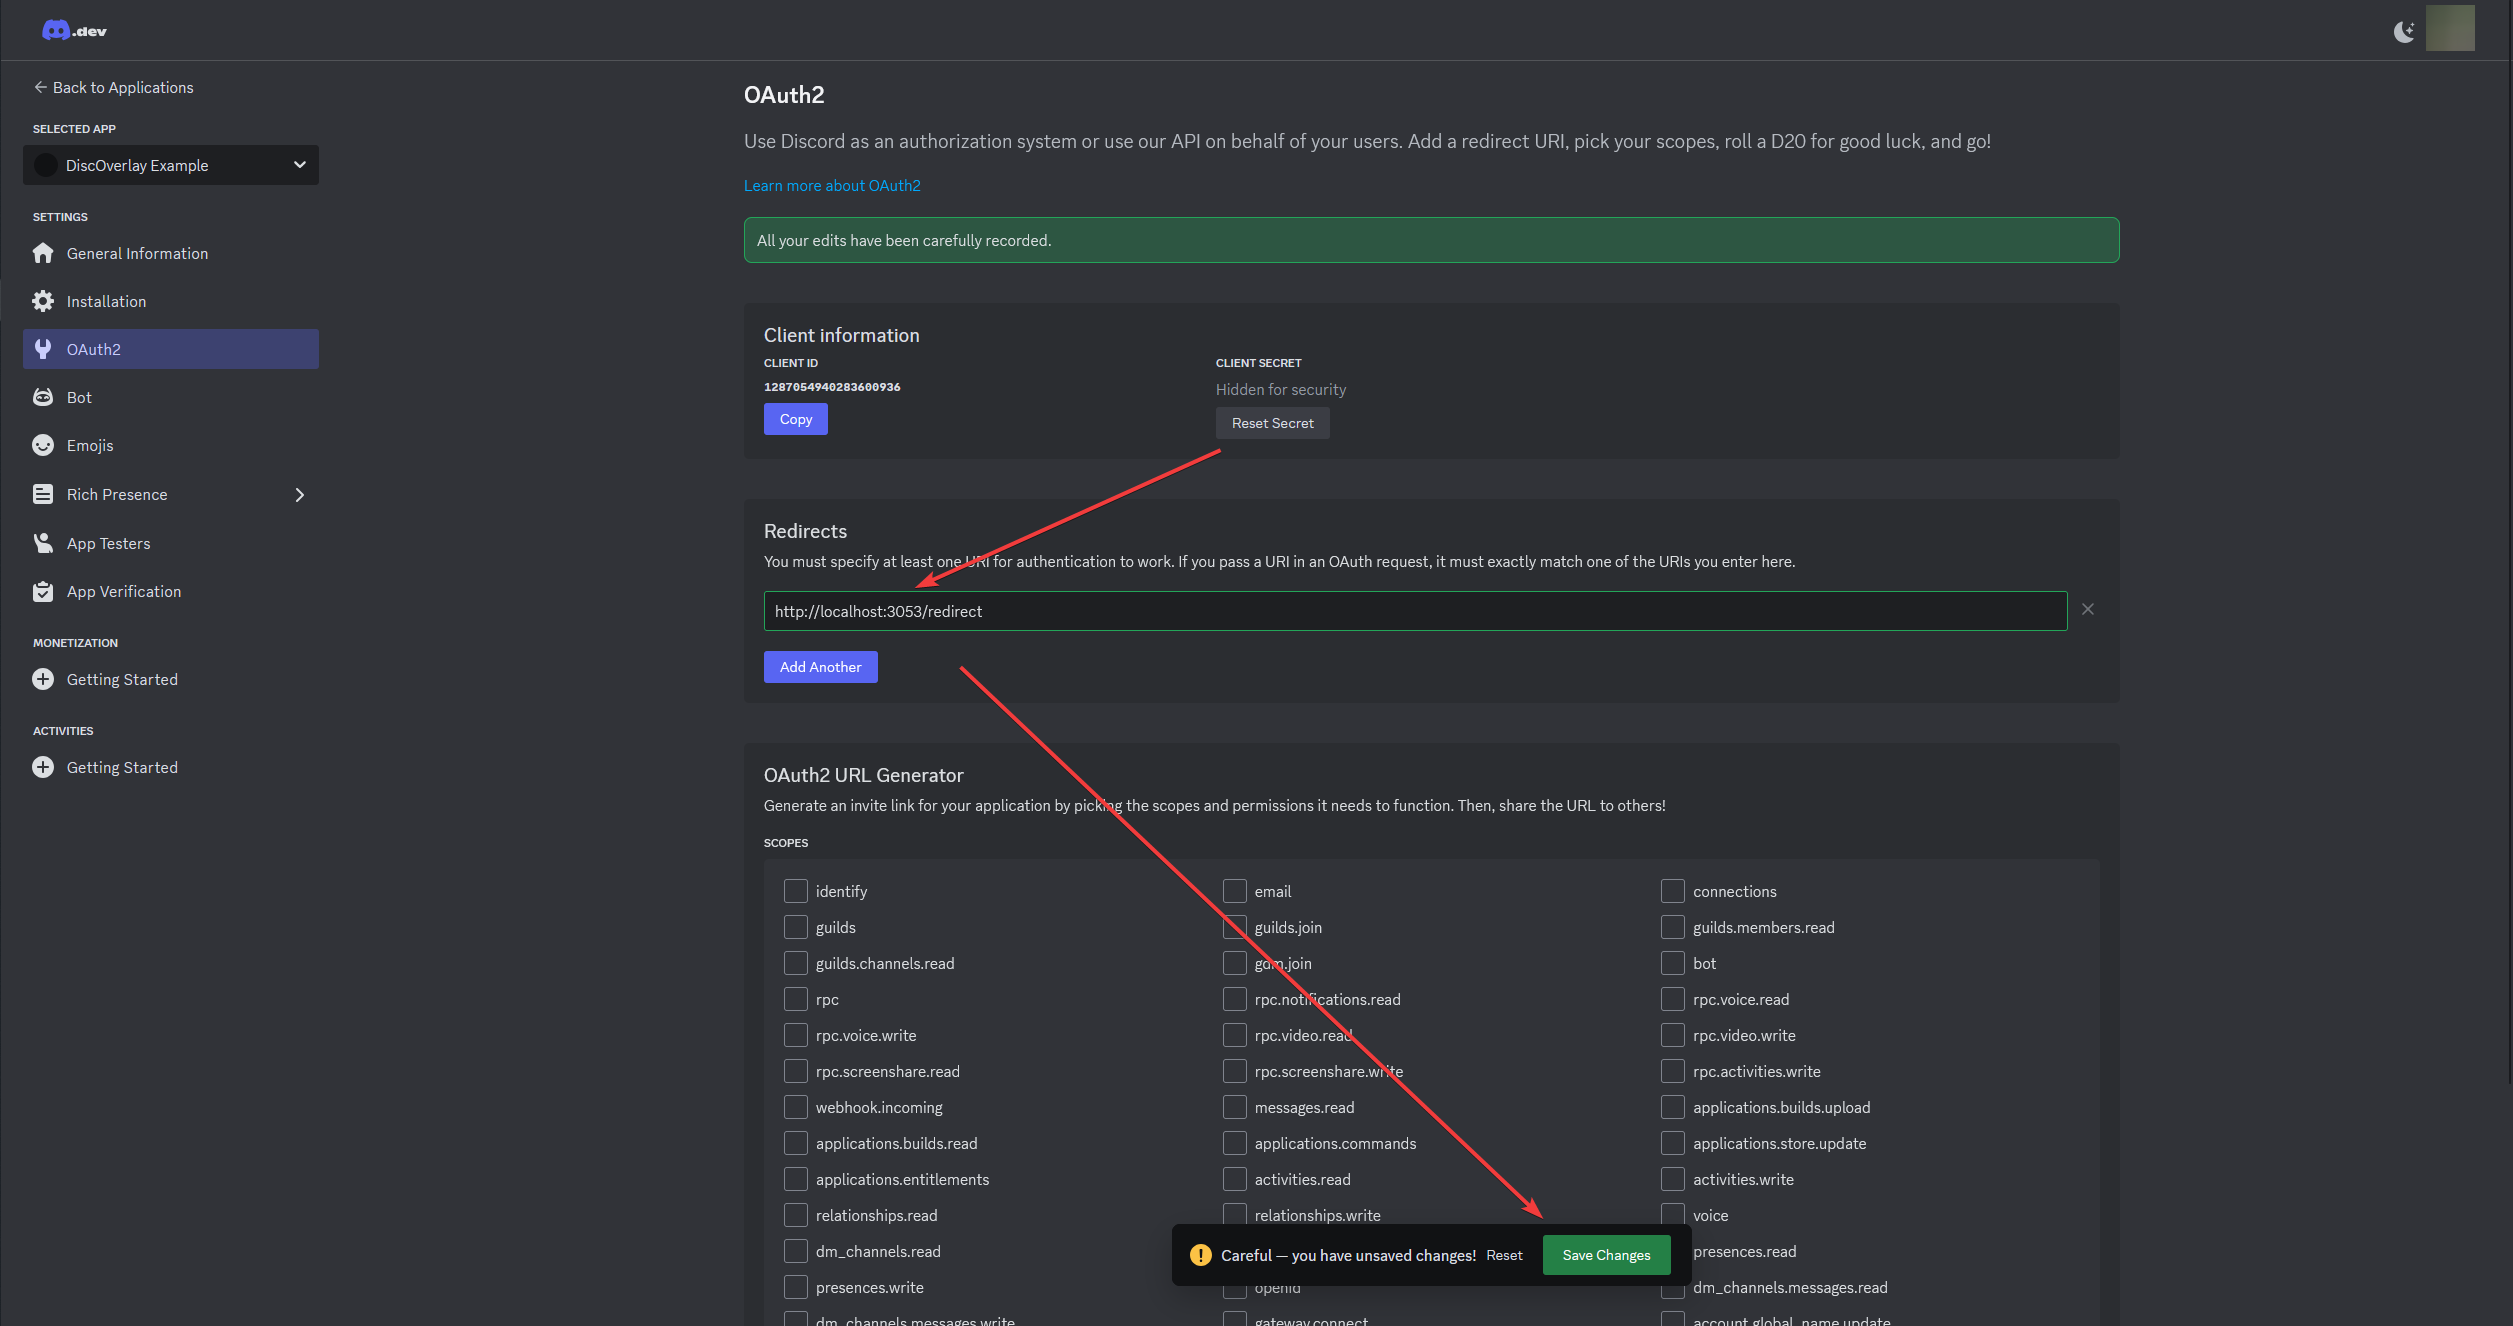 .dev
Back to Applications
SELECTED APP
DiscOverlay Example
SETTINGS
General Information
Installation
OAuth2
Bot
Emojis
Rich Presence
App Testers
App Verification
MONETIZATION
Getting Started
ACTIVITIES
Getting Started
OAuth2
Use Discord as an authorization system or use our API on behalf of your users. Add a redirect URI, pick your scopes, roll a D20 for good luck, and go!
Learn more about OAuth2
All your edits have been carefully recorded.
Client information
CLIENT ID
1287054940283600936
Copy
CLIENT SECRET
Hidden for security
Reset Secret
Redirects
You must specify at least one URI for authentication to work. If you pass a URI in an OAuth request, it must exactly match one of the URIs you enter here.
http://localhost:3053/redirect
Add Another
OAuth2 URL Generator
Generate an invite link for your application by picking the scopes and permissions it needs to function. Then, share the URL to others!
SCOPES
identify email connections
guilds guilds.join guilds.members.read
guilds.channels.read gdm.join bot
rpc rpc.notifications.read rpc.voice.read
rpc.voice.write rpc.video.read rpc.video.write
rpc.screenshare.read rpc.screenshare.write rpc.activities.write
webhook.incoming messages.read applications.builds.upload
applications.builds.read applications.commands applications.store.update
applications.entitlements activities.read activities.write
relationships.read relationships.write voice
dm_channels.read presences.read
Careful — you have unsaved changes! Reset Save Changes
presences.write openid dm_channels.messages.read
dm_channels.messages.write gateway.connect account.global_name.update